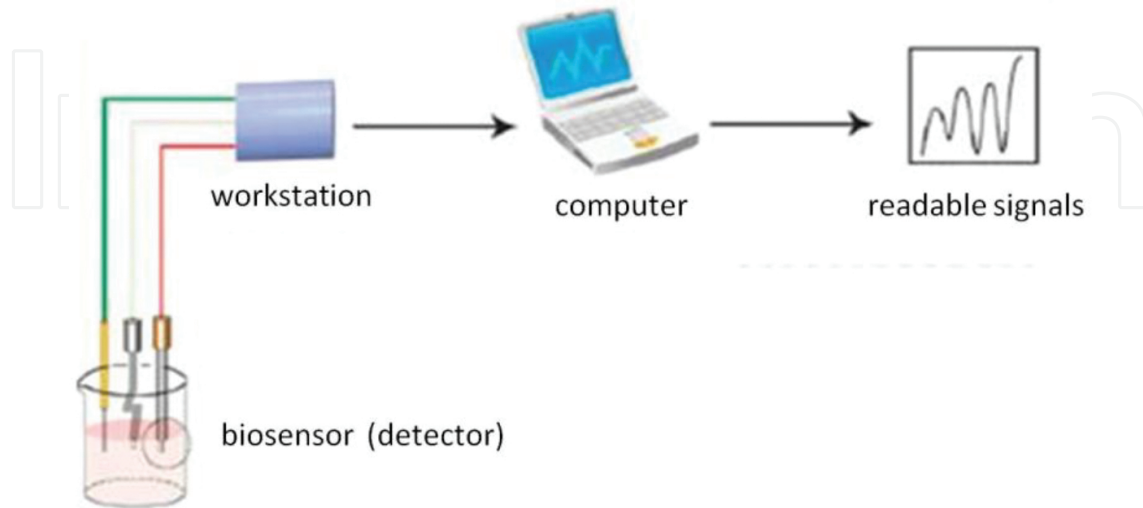 workstation
computer
readable signals
biosensor (detector)